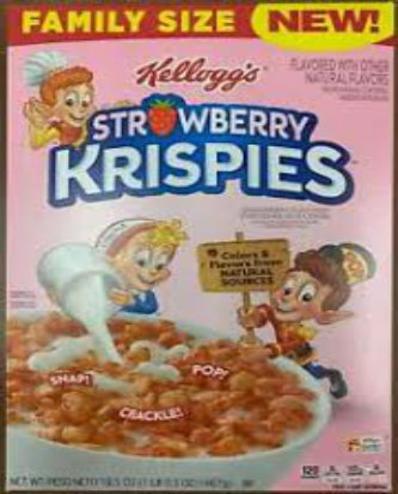 FAMILY SIZE NEW!
Kellogg's
FLAVORED WITH OTHER
NATURAL FLAVORS
STRAWBERRY
KRISPIES
Colors &
Flavors from
NATURAL
SOURCES
SNAP!
POP!
CRACKLE!
120